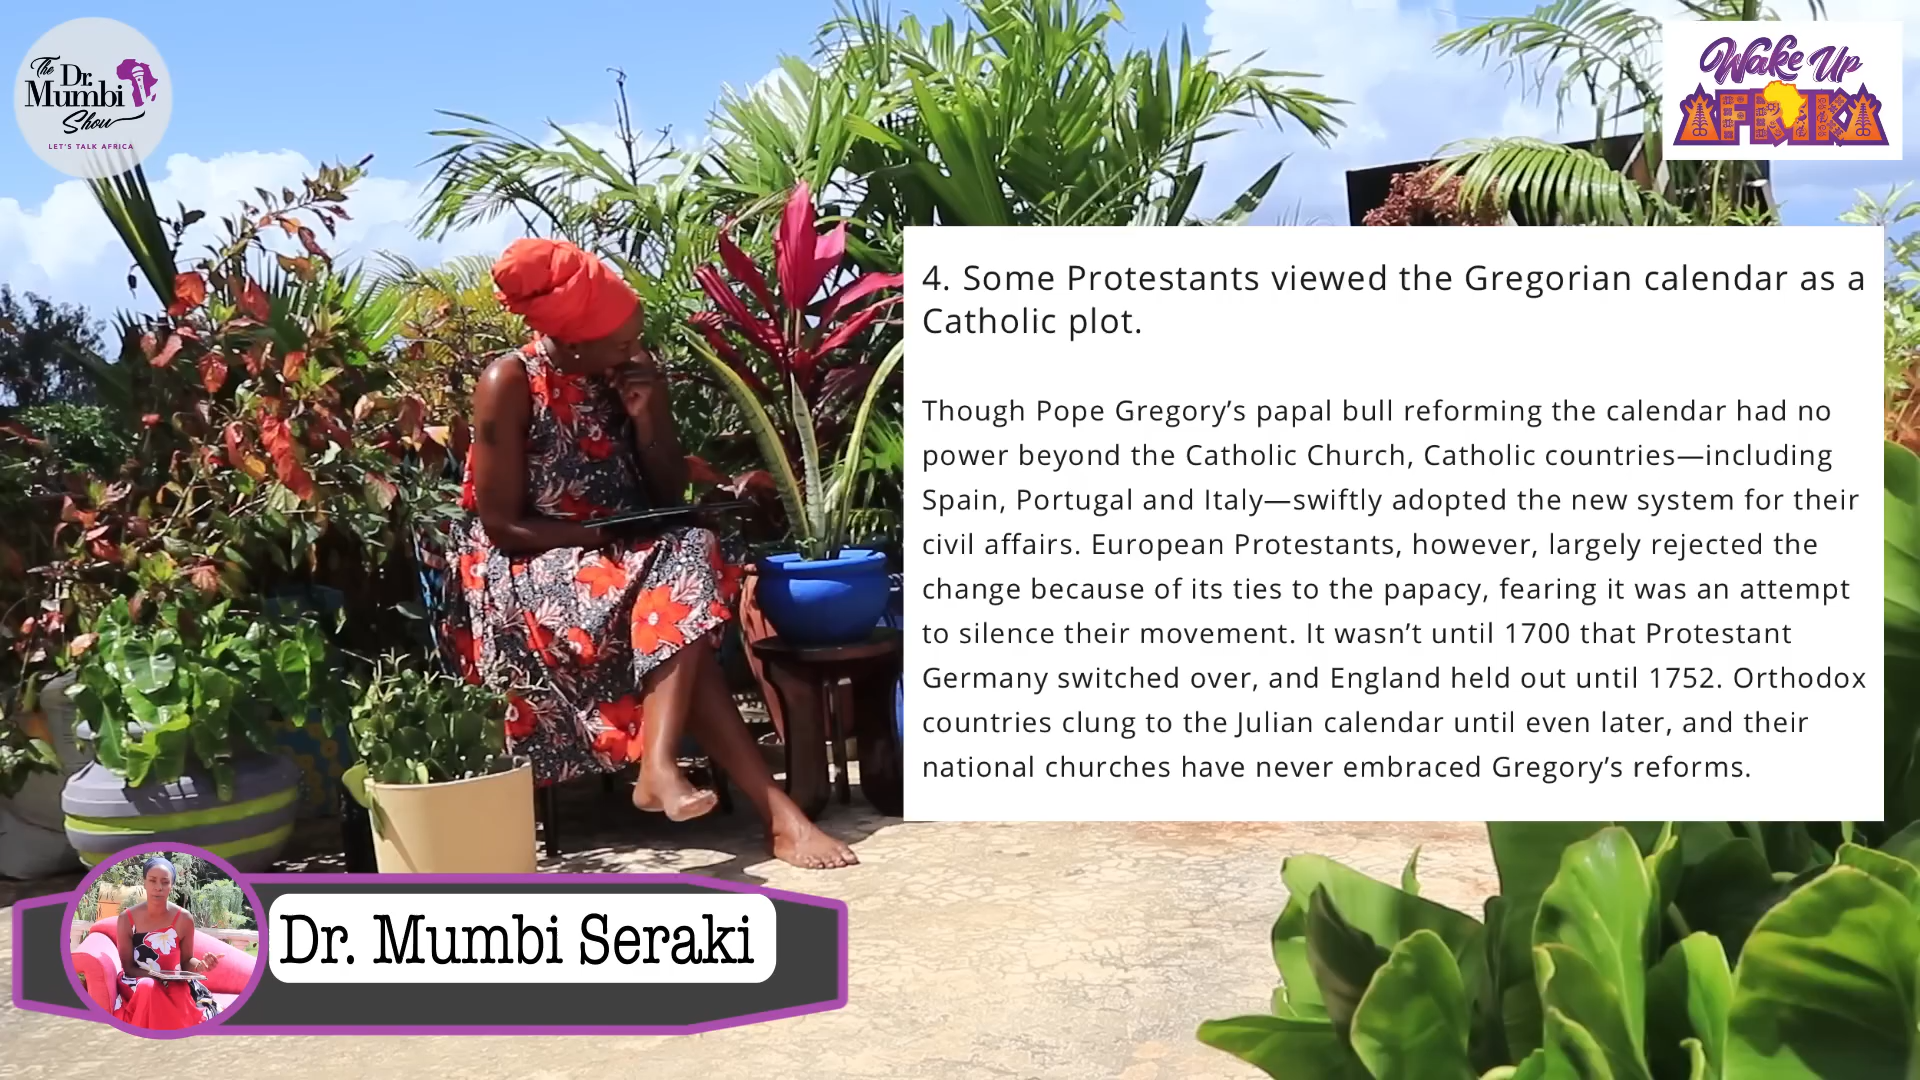 The
Dr.
Mumbi
Show
LET'S TALK AFRICA
Wake Up
AFRIKA
4. Some Protestants viewed the Gregorian calendar as a
Catholic plot.
Though Pope Gregory’s papal bull reforming the calendar had no
power beyond the Catholic Church, Catholic countries—including
Spain, Portugal and Italy—swiftly adopted the new system for their
civil affairs. European Protestants, however, largely rejected the
change because of its ties to the papacy, fearing it was an attempt
to silence their movement. It wasn’t until 1700 that Protestant
Germany switched over, and England held out until 1752. Orthodox
countries clung to the Julian calendar until even later, and their
national churches have never embraced Gregory’s reforms.
Dr. Mumbi Seraki